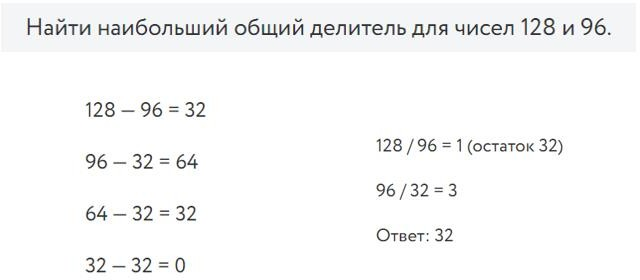 Найти наибольший общий делитель для чисел 128 и 96.
128 — 96 = 32
96 — 32 = 64
64 — 32 = 32
32 — 32 = 0
128 / 96 = 1 (остаток 32)
96 / 32 = 3
Ответ: 32